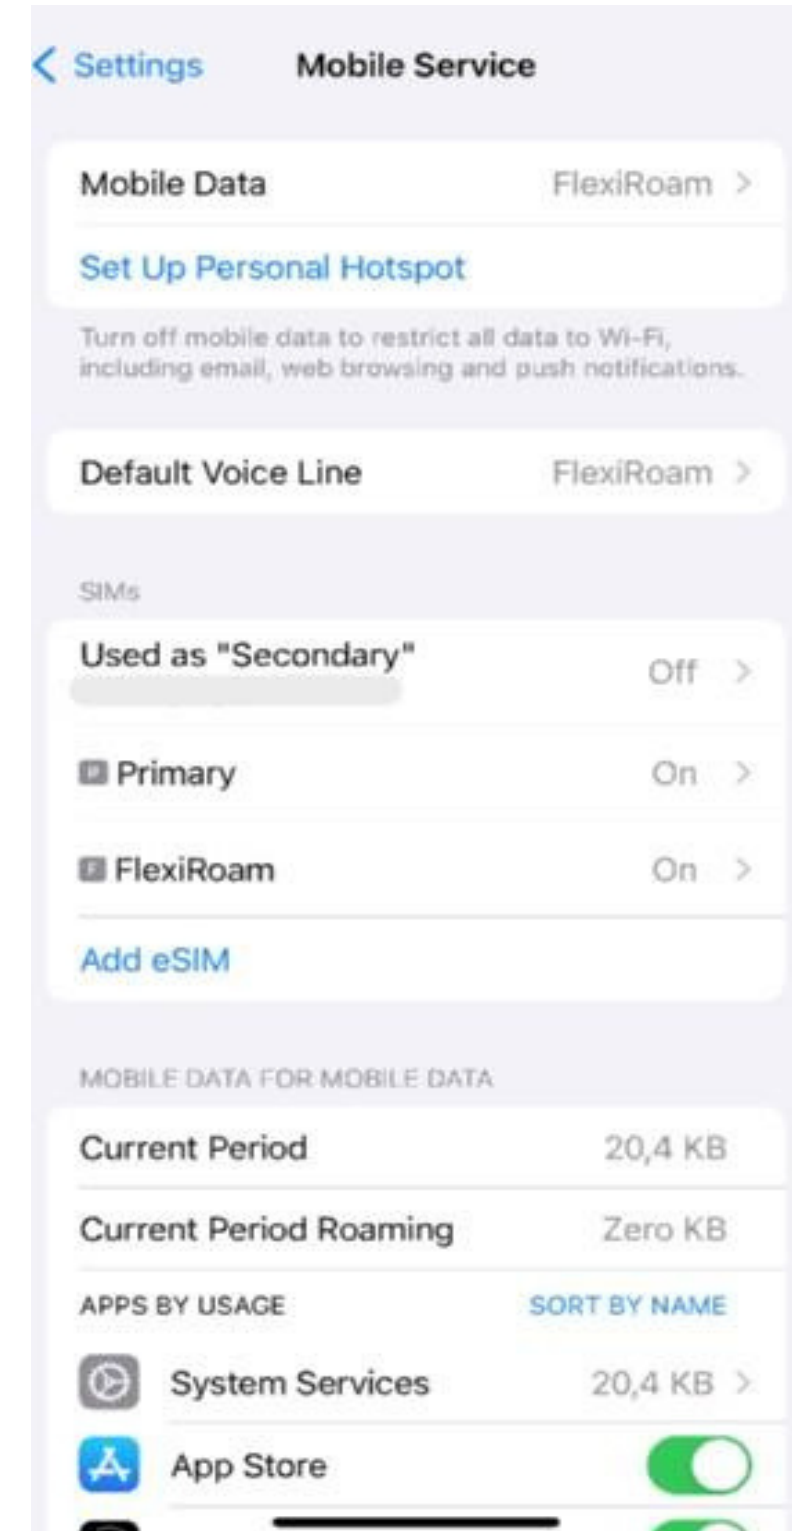 Settings
Mobile Service
Mobile Data
FlexiRoam
Set Up Personal Hotspot
Turn off mobile data to restrict all data to Wi-Fi,
including email, web browsing and push notifications.
Default Voice Line
FlexiRoam
SIMs
Used as "Secondary"
Off
P Primary
On
F FlexiRoam
On
Add eSIM
MOBILE DATA FOR MOBILE DATA
Current Period
20,4 KB
Current Period Roaming
Zero KB
APPS BY USAGE
SORT BY NAME
System Services
20,4 KB
App Store